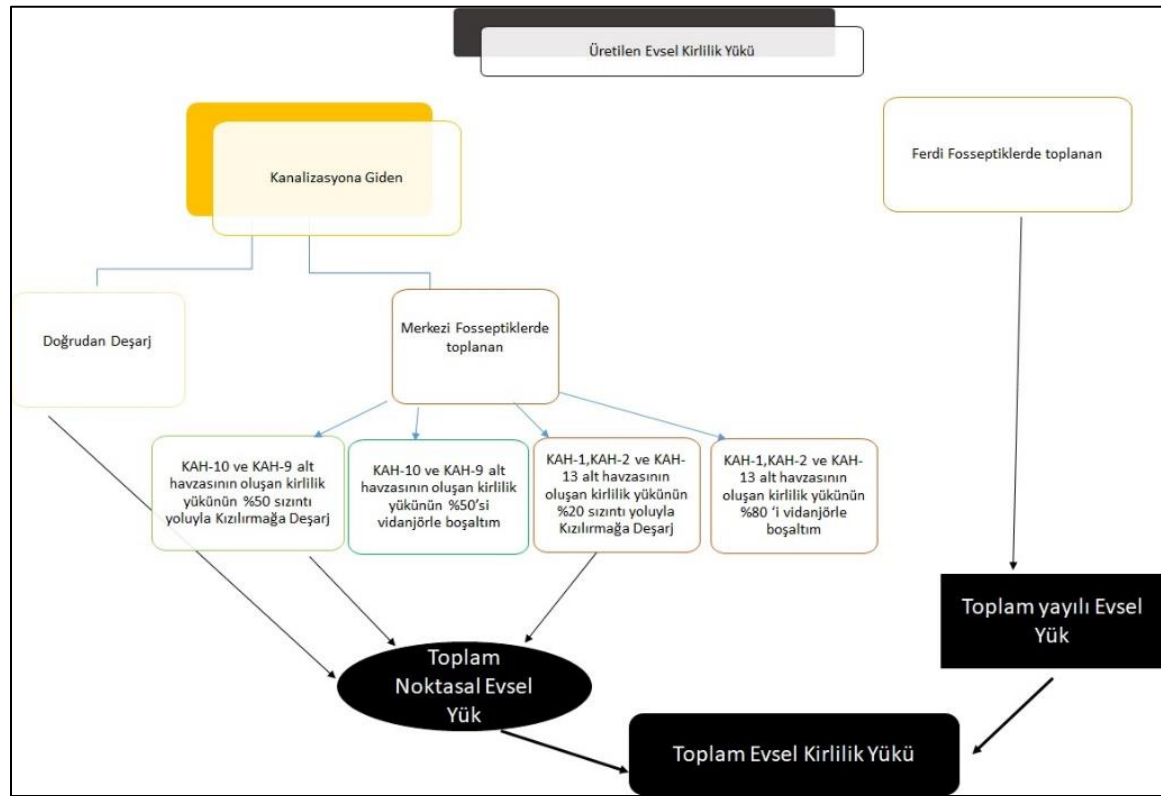 Üretilen Evsel Kirlilik Yükü
Kanalizasyona Giden
Ferdi Fosseptiklerde toplanan
Doğrudan Deşarj
Merkezi Fosseptiklerde
toplanan
KAH-10 ve KAH-9 alt
havzasının oluşan kirlilik
yükünün %50 sızıntı
yoluyla Kızılırmağa Deşarj
KAH-10 ve KAH-9 alt
havzasının oluşan kirlilik
yükünün %50'si
vidanjörle boşaltım
KAH-1,KAH-2 ve KAH-
13 alt havzasının
oluşan kirlilik yükünün
%20 sızıntı yoluyla
Kızılırmağa Deşarj
KAH-1,KAH-2 ve KAH-
13 alt havzasının
oluşan kirlilik yükünün
%80 'i vidanjörle
boşaltım
Toplam yayılı Evsel
Yük
Toplam
Noktasal Evsel
Yük
Toplam Evsel Kirlilik Yükü